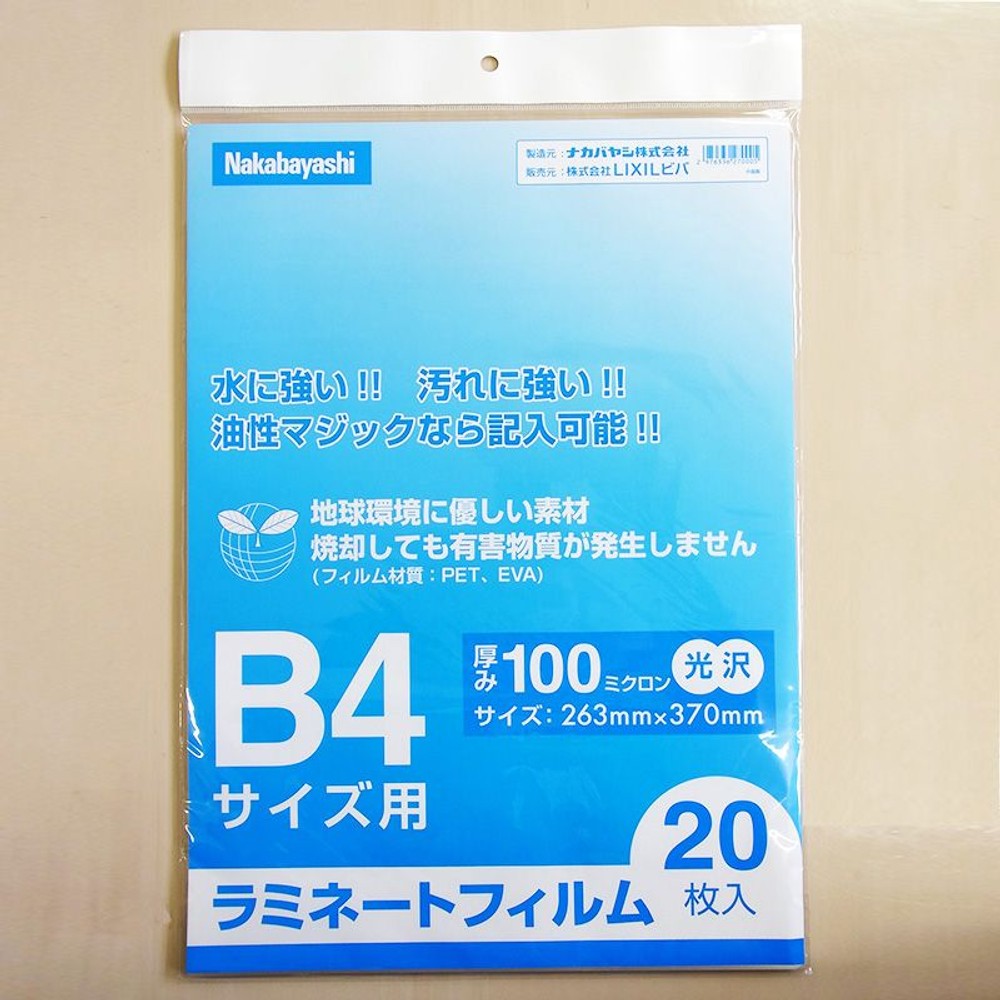 Nakabayashi
製造元：ナカバヤシ株式会社
販売元：株式会社LIXILビバ
水に強い!! 汚れに強い!!
油性マジックなら記入可能!!
地球環境に優しい素材
焼却しても有害物質が発生しません
(フィルム材質：PET、EVA)
B4
サイズ用
厚み100ミクロン 光沢
サイズ：263mm×370mm
20
枚入
ラミネートフィルム